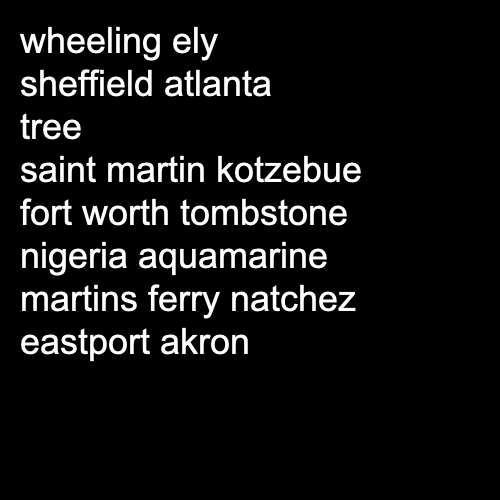 wheeling ely
sheffield atlanta
tree
saint martin kotzebue
fort worth tombstone
nigeria aquamarine
martins ferry natchez
eastport akron